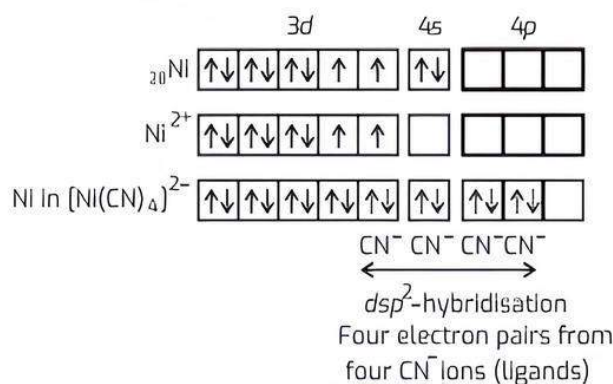 3d 4s 4p
₂₀Ni ↑↓ ↑↓ ↑↓ ↑ ↑ ↑↓
Ni²⁺ ↑↓ ↑↓ ↑↓ ↑ ↑
Ni in [Ni(CN)₄]²⁻ ↑↓ ↑↓ ↑↓ ↑↓ ↑↓ ↑↓ ↑↓ ↑↓
CN⁻ CN⁻ CN⁻ CN⁻
dsp²-hybridisation
Four electron pairs from
four CN⁻ ions (ligands)